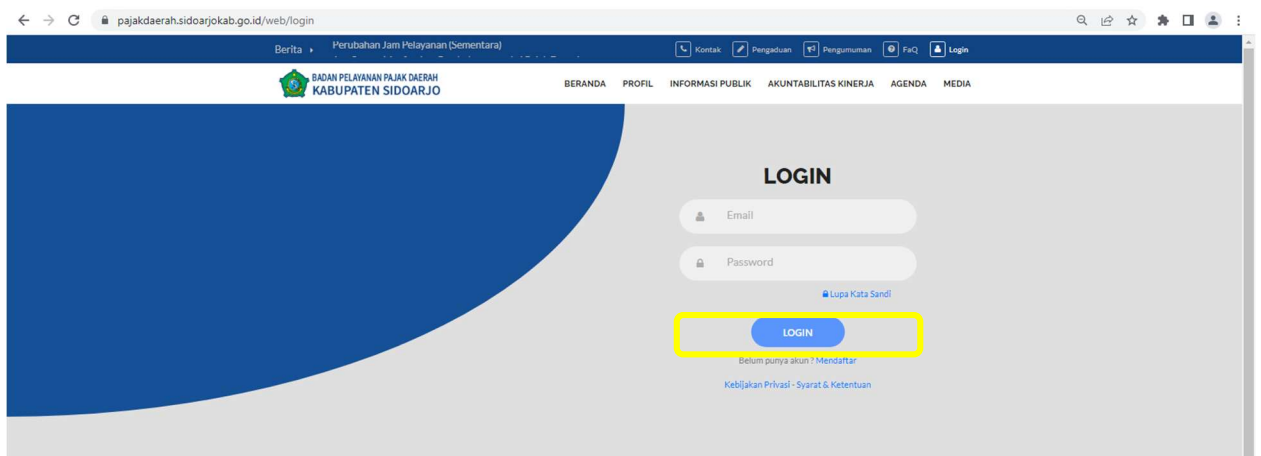 pajakdaerah.sidoarjokab.go.id/web/login
Berita Perubahan Jam Pelayanan (Sementara) Kontak Pengaduan Pengumuman FaQ Login
BADAN PELAYANAN PAJAK DAERAH
KABUPATEN SIDOARJO
BERANDA PROFIL INFORMASI PUBLIK AKUNTABILITAS KINERJA AGENDA MEDIA
LOGIN
Email
Password
Lupa Kata Sandi
LOGIN
Belum punya akun ? Mendaftar
Kebijakan Privasi - Syarat & Ketentuan